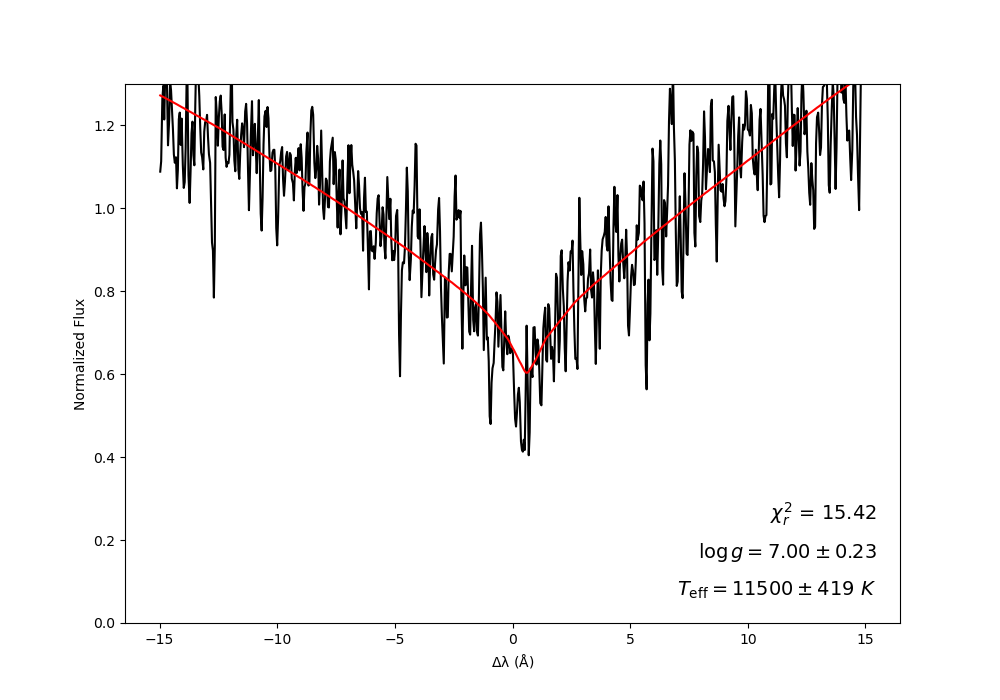 1.2
1.0
0.8
0.6
0.4
0.2
0.0
Normalized Flux
χ²ᵣ = 15.42
log g = 7.00 ± 0.23
T_eff = 11500 ± 419 K
−15 −10 −5 0 5 10 15
Δλ (Å)